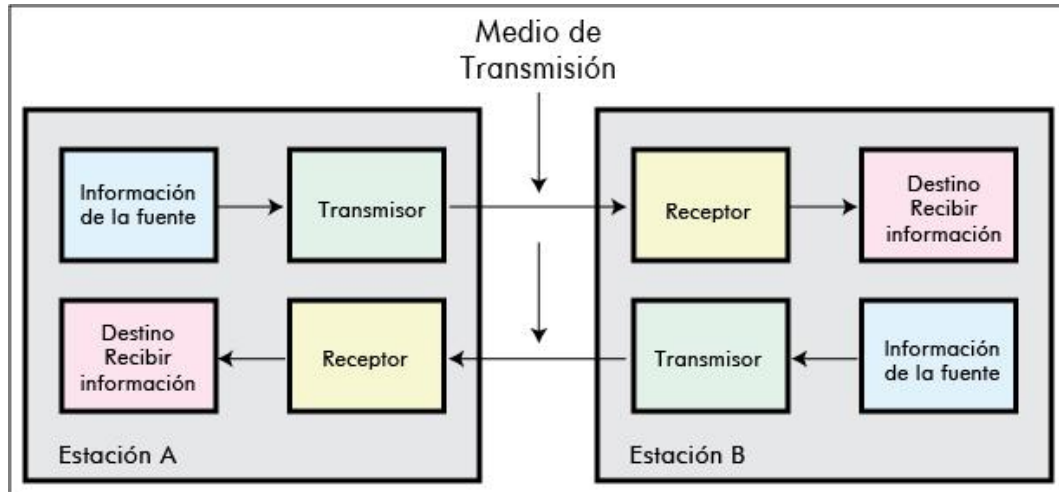 Medio de
Transmisión
Información
de la fuente
Transmisor
Receptor
Destino
Recibir
información
Destino
Recibir
información
Receptor
Transmisor
Información
de la fuente
Estación A
Estación B